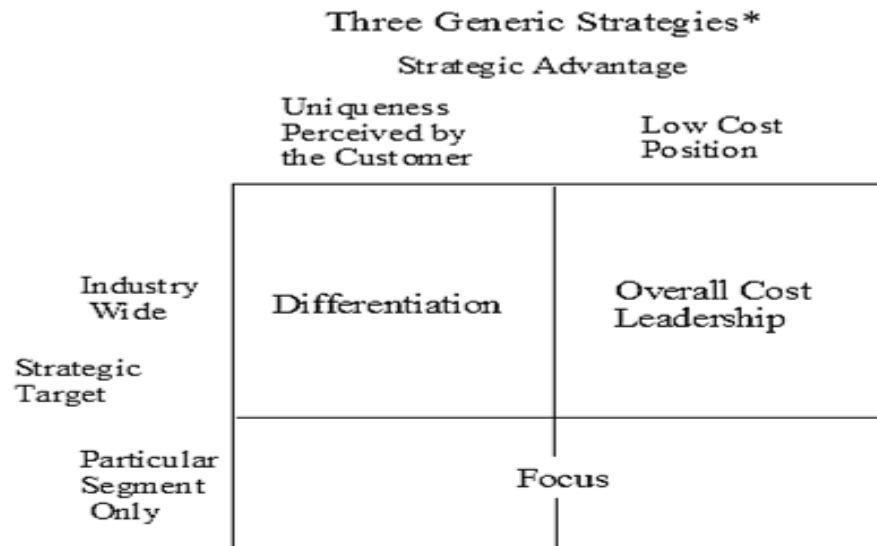 Three Generic Strategies*
Strategic Advantage
Uniqueness
Perceived by
the Customer
Low Cost
Position
Industry
Wide
Differentiation
Overall Cost
Leadership
Strategic
Target
Particular
Segment
Only
Focus